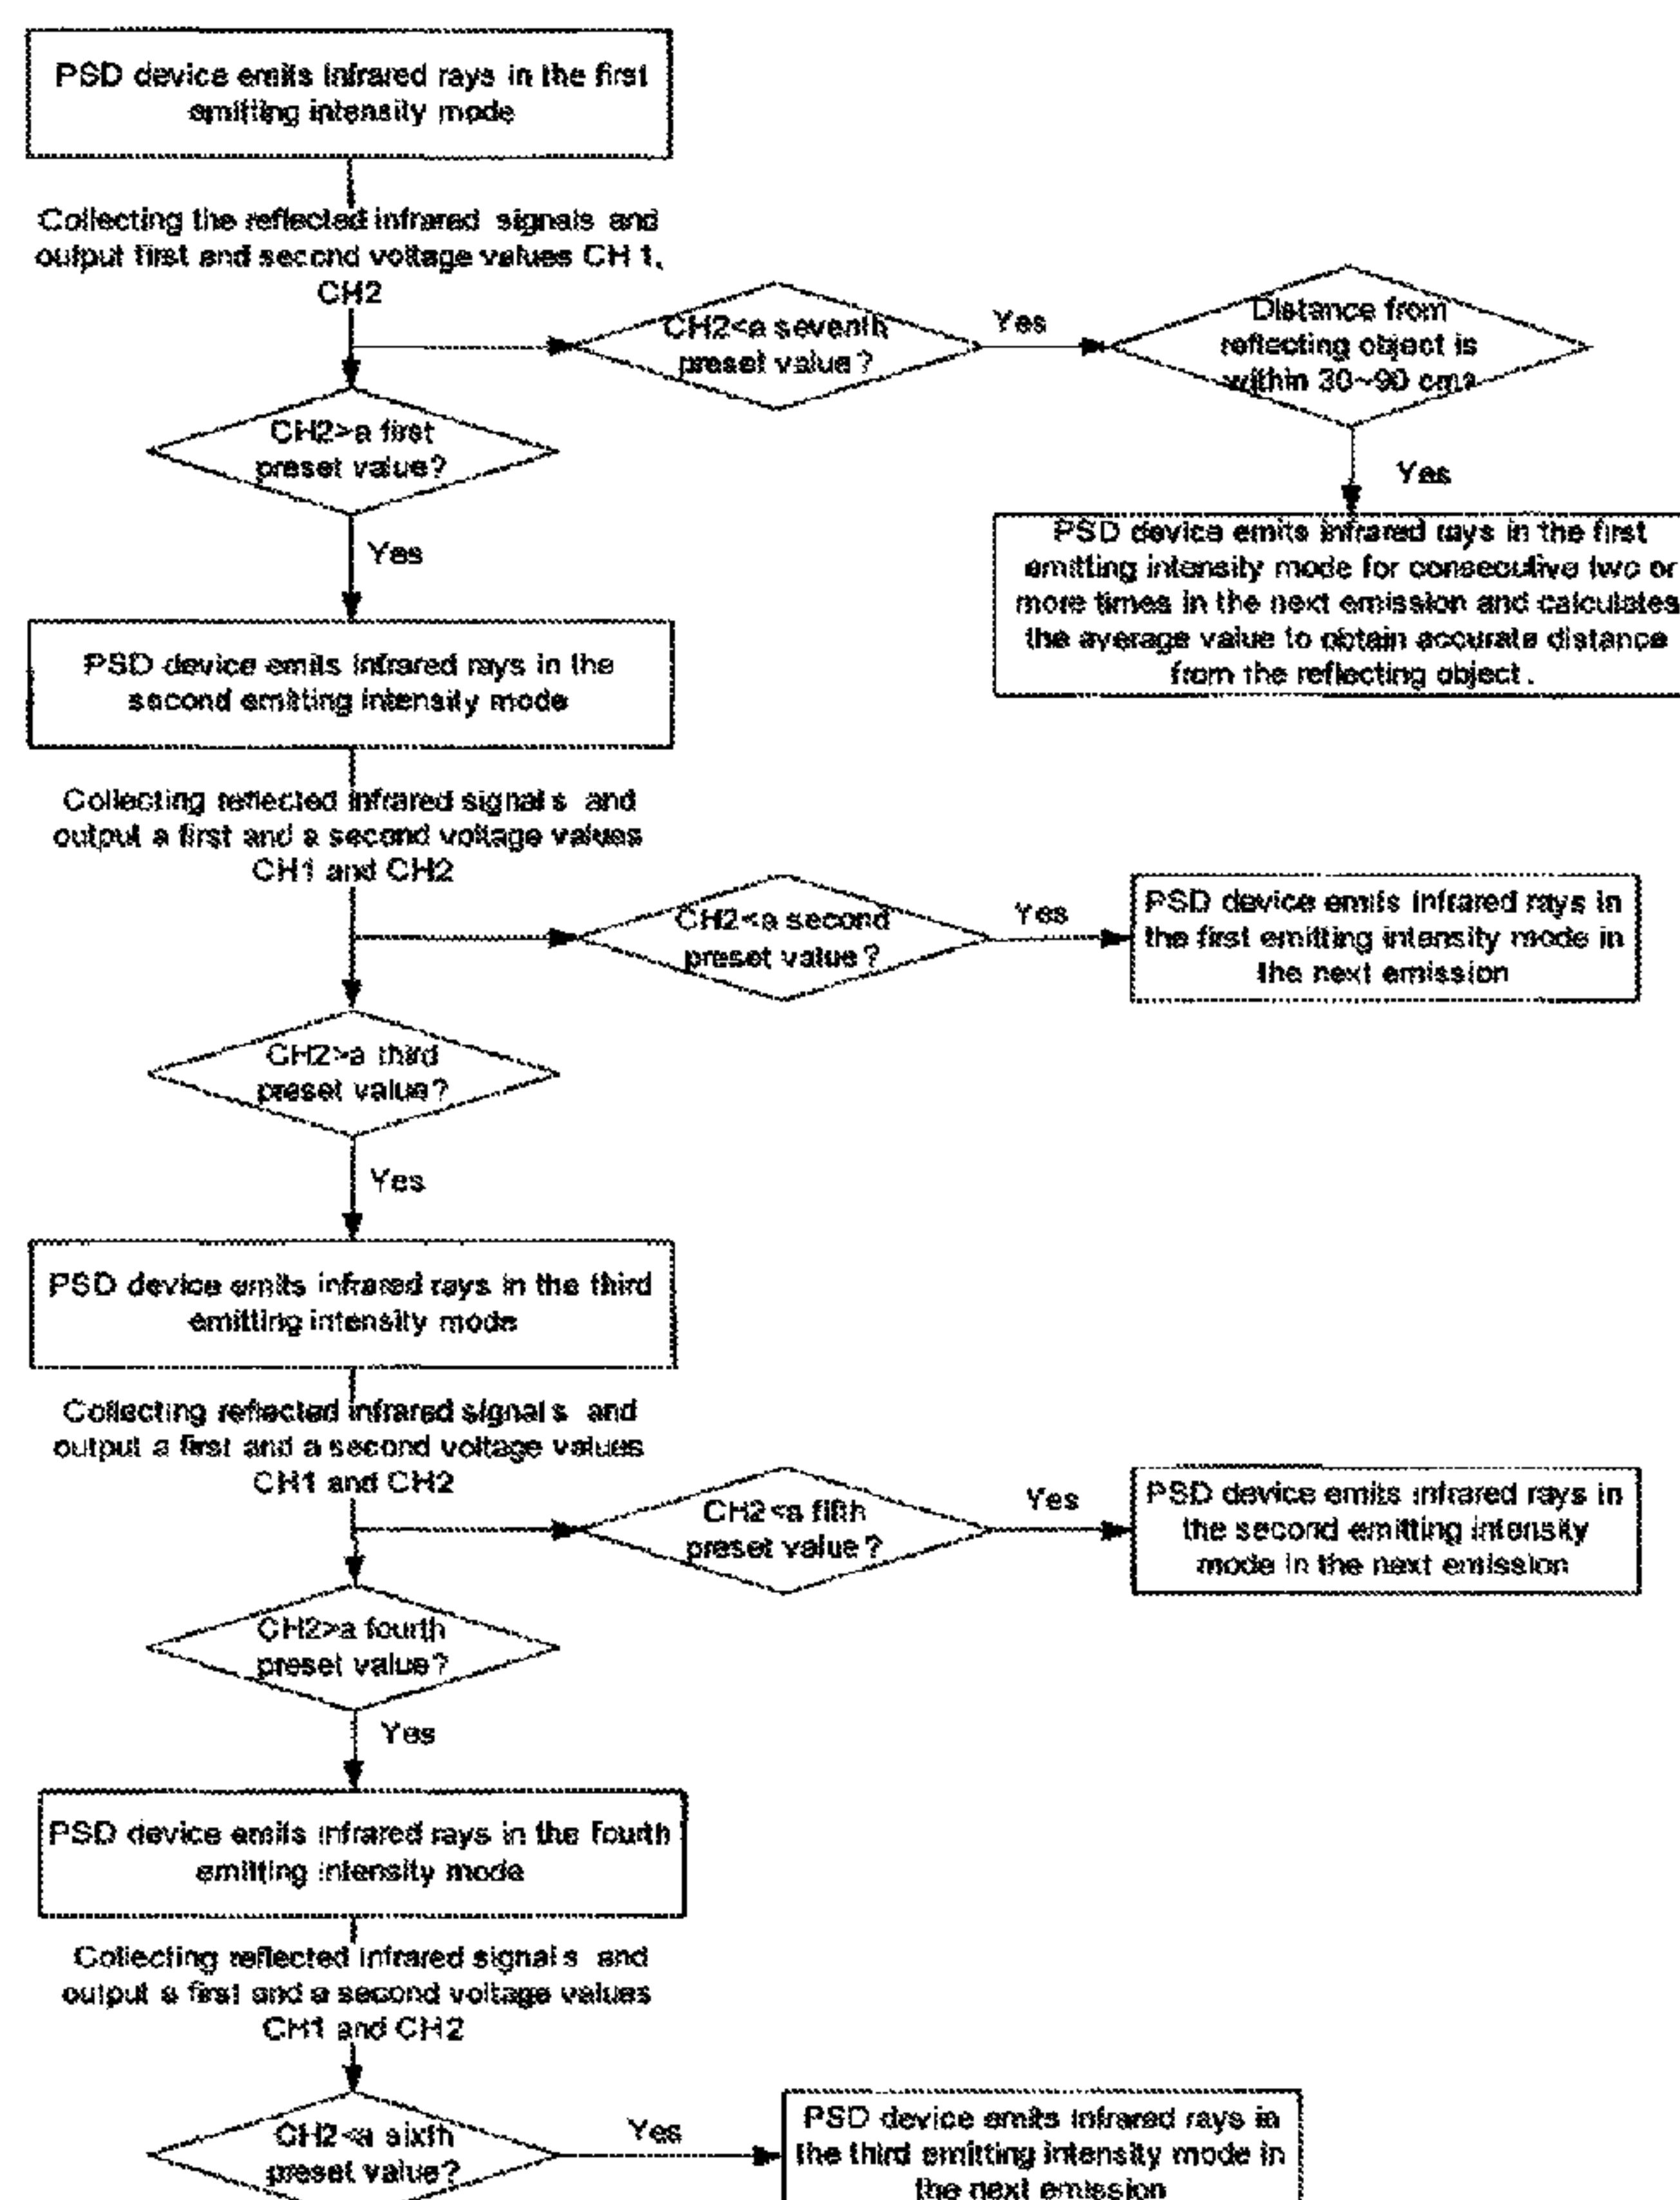 PSD device emits infrared rays in the first
emitting intensity mode
Collecting the reflected infrared signals and
output first and second voltage values CH 1,
CH2
CH2<a seventh
preset value?
Yes
Distance from
reflecting object is
within 30~90 cm?
CH2>a first
preset value?
Yes
Yes
PSD device emits infrared rays in the first
emitting intensity mode for consecutive two or
more times in the next emission and calculates
the average value to obtain accurate distance
from the reflecting object.
PSD device emits infrared rays in the
second emitting intensity mode
Collecting reflected infrared signals and
output a first and a second voltage values
CH1 and CH2
CH2<a second
preset value?
Yes
PSD device emits infrared rays in
the first emitting intensity mode in
the next emission
CH2>a third
preset value?
Yes
PSD device emits infrared rays in the third
emitting intensity mode
Collecting reflected infrared signals and
output a first and a second voltage values
CH1 and CH2
CH2<a fifth
preset value?
Yes
PSD device emits infrared rays in
the second emitting intensity
mode in the next emission
CH2>a fourth
preset value?
Yes
PSD device emits infrared rays in the fourth
emitting intensity mode
Collecting reflected infrared signals and
output a first and a second voltage values
CH1 and CH2
CH2<a sixth
preset value?
Yes
PSD device emits infrared rays in
the third emitting intensity mode in
the next emission